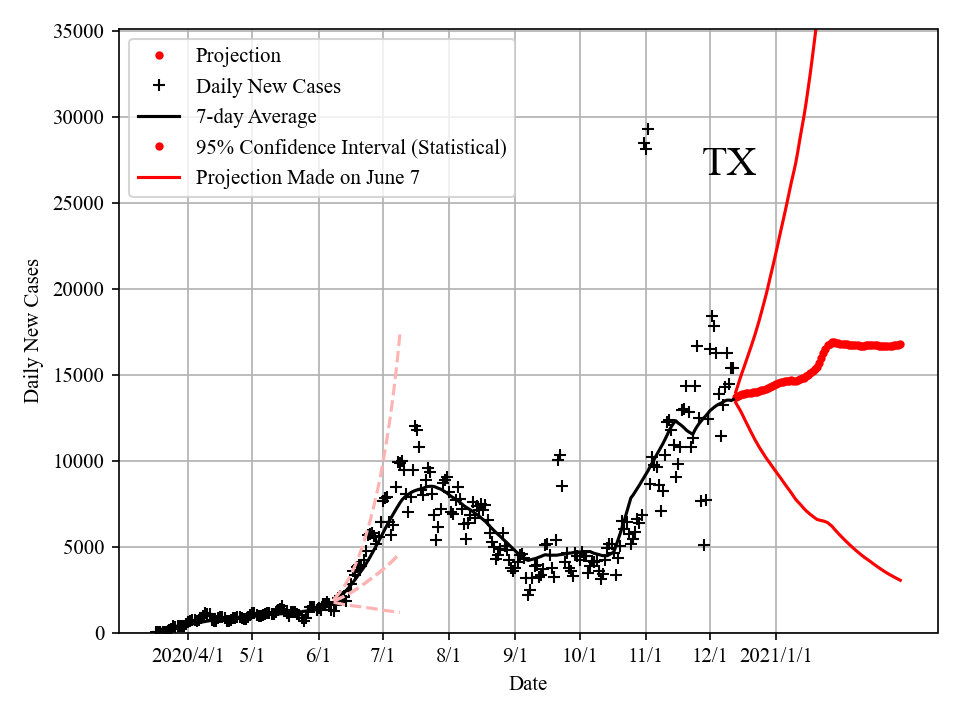 35000
30000
25000
20000
15000
10000
5000
0
Daily New Cases
Projection
Daily New Cases
7-day Average
95% Confidence Interval (Statistical)
Projection Made on June 7
TX
2020/4/1 5/1 6/1 7/1 8/1 9/1 10/1 11/1 12/1 2021/1/1
Date